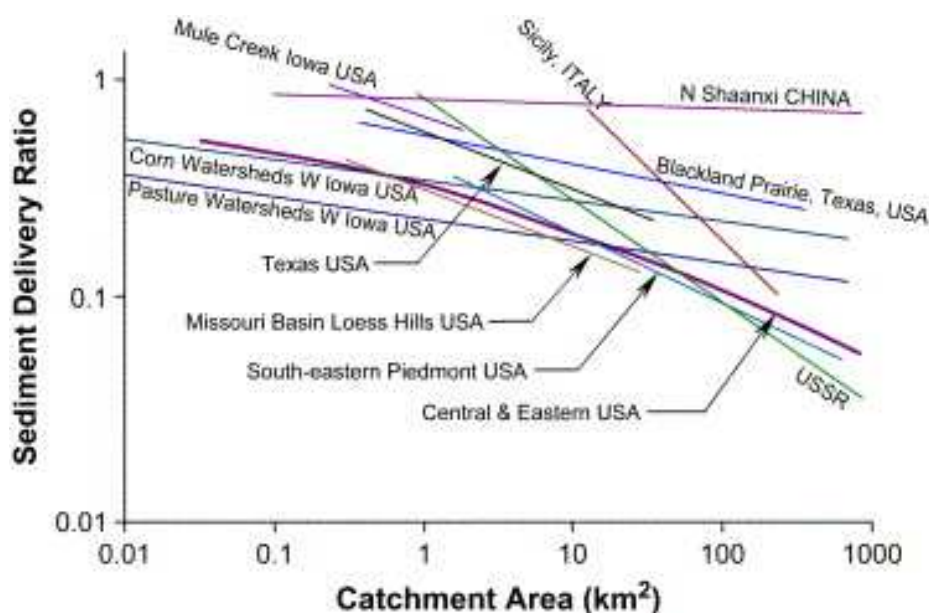 Mule Creek Iowa USA
Sicily, ITALY
N Shaanxi CHINA
Blackland Prairie, Texas, USA
Corn Watersheds W Iowa USA
Pasture Watersheds W Iowa USA
Texas USA
Missouri Basin Loess Hills USA
South-eastern Piedmont USA
Central & Eastern USA
USSR
Sediment Delivery Ratio
1
0.1
0.01
0.01 0.1 1 10 100 1000
Catchment Area (km²)